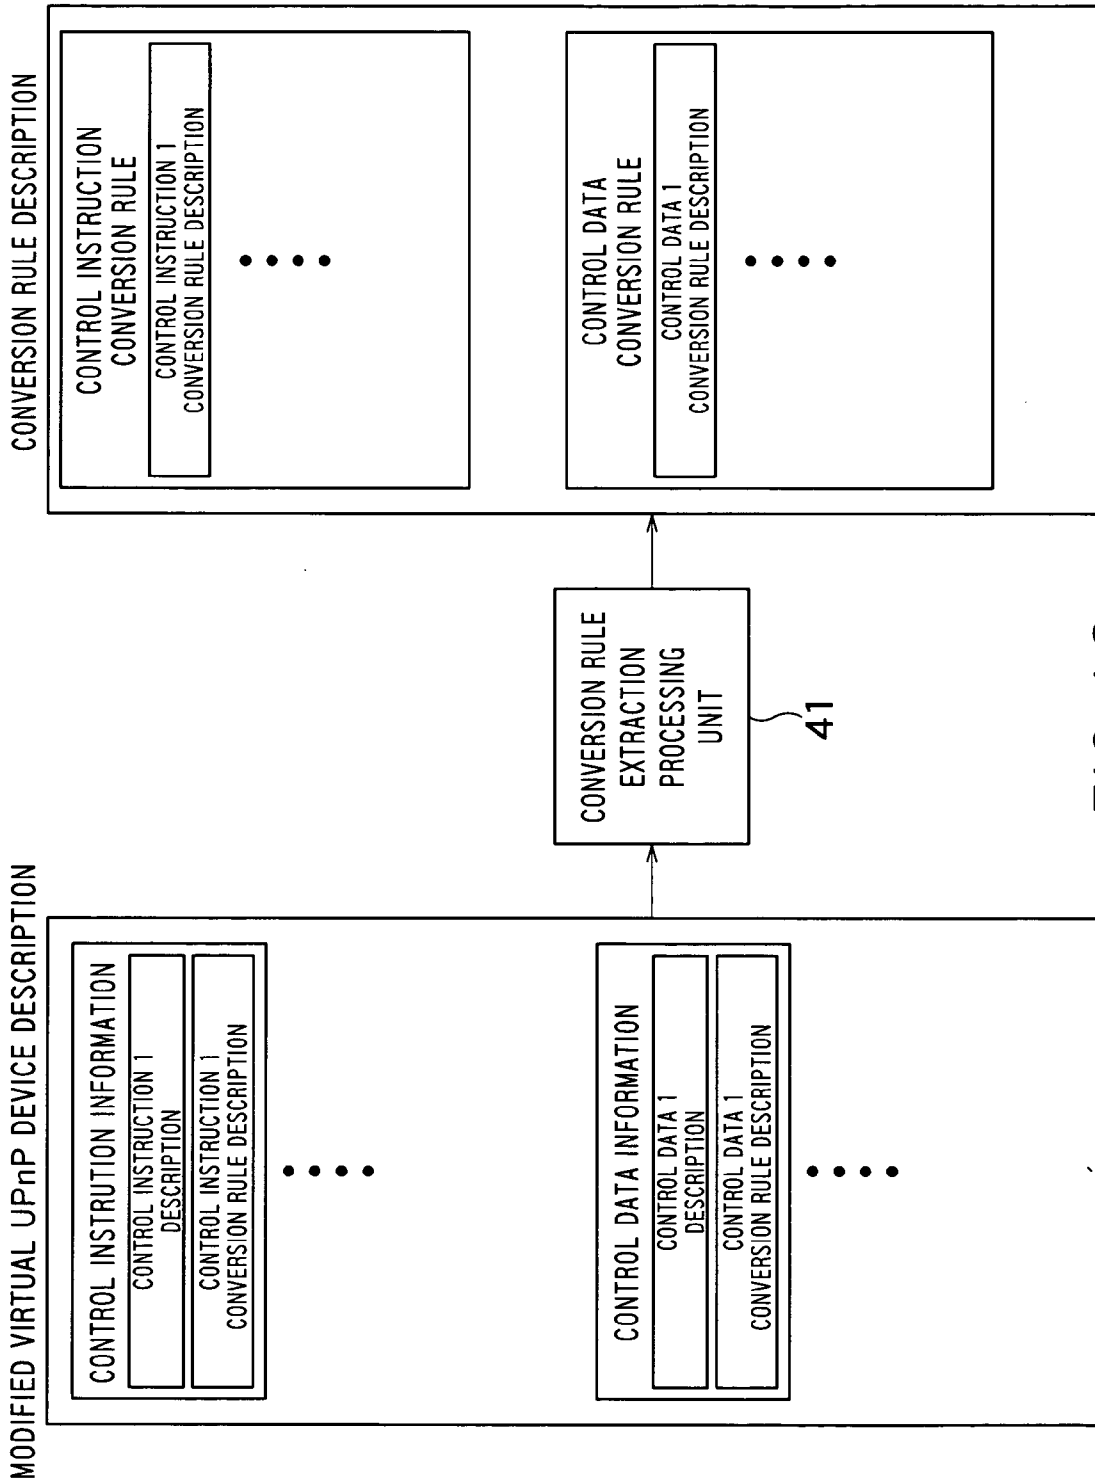 MODIFIED VIRTUAL UPnP DEVICE DESCRIPTION
CONTROL INSTRUTION INFORMATION
CONTROL INSTRUCTION 1
DESCRIPTION
CONTROL INSTRUCTION 1
CONVERSION RULE DESCRIPTION
CONTROL DATA INFORMATION
CONTROL DATA 1
DESCRIPTION
CONTROL DATA 1
CONVERSION RULE DESCRIPTION
CONVERSION RULE
EXTRACTION
PROCESSING
UNIT
41
CONVERSION RULE DESCRIPTION
CONTROL INSTRUCTION
CONVERSION RULE
CONTROL INSTRUCTION 1
CONVERSION RULE DESCRIPTION
CONTROL DATA
CONVERSION RULE
CONTROL DATA 1
CONVERSION RULE DESCRIPTION